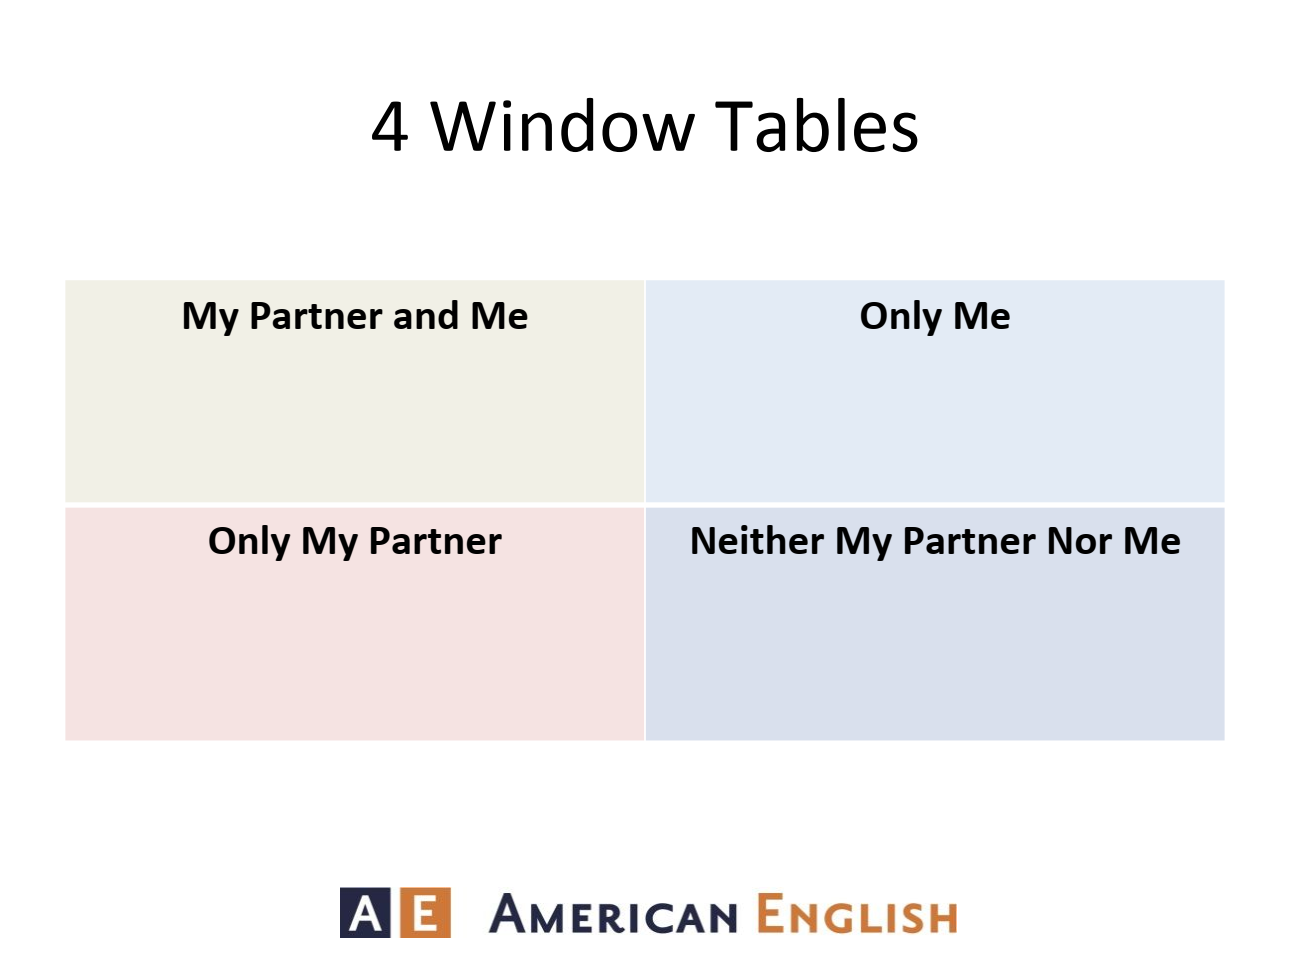 4 Window Tables
My Partner and Me
Only Me
Only My Partner
Neither My Partner Nor Me
AE AMERICAN ENGLISH